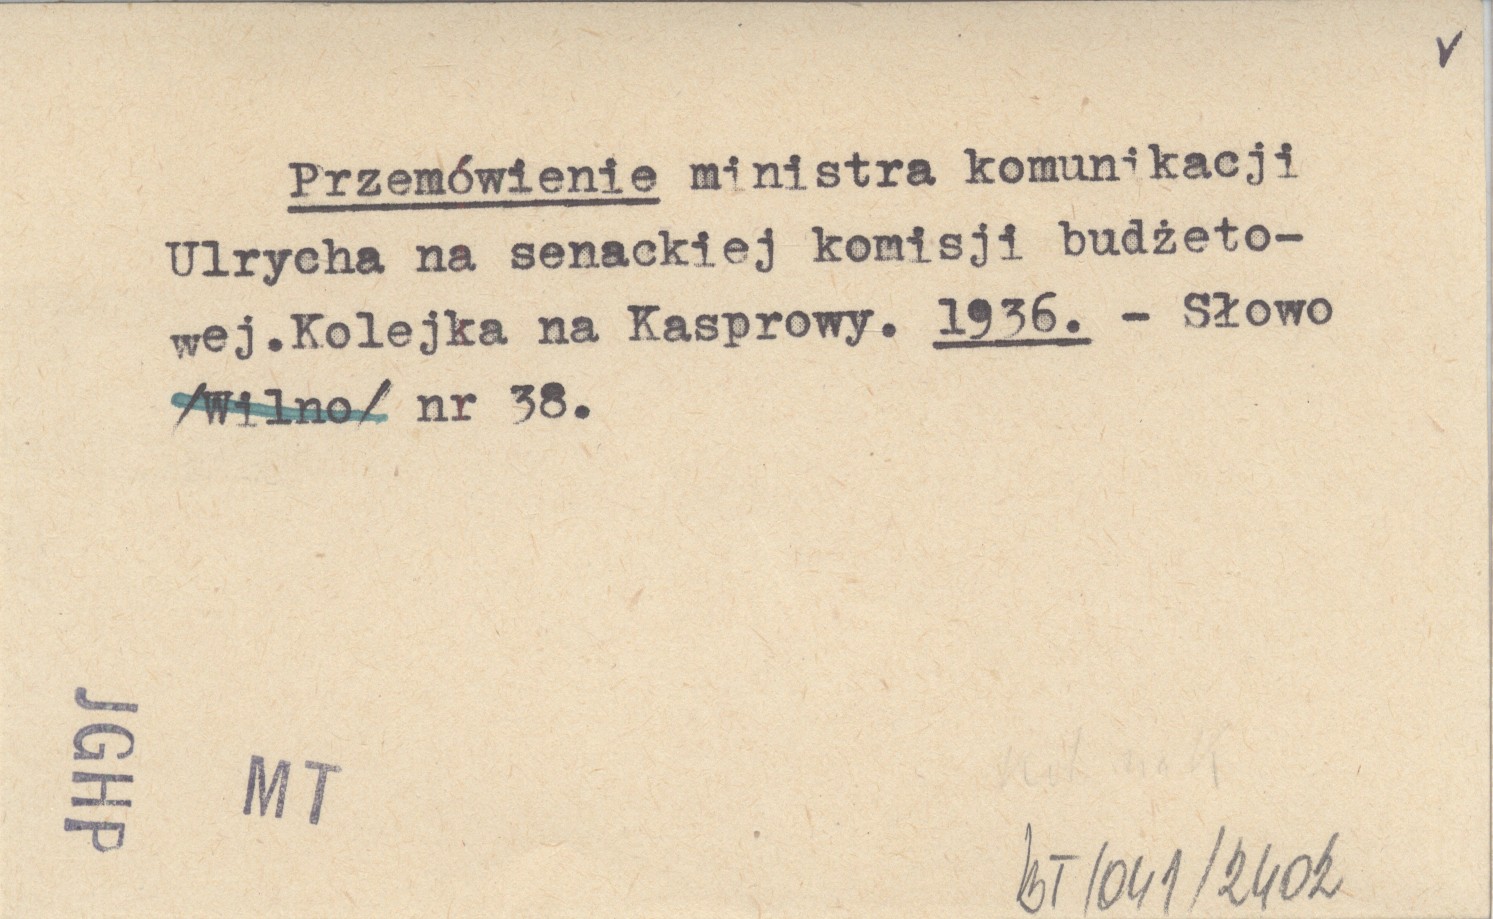 v
Przemówienie ministra komunikacji
Ulrycha na senackiej komisji budżeto-
wej.Kolejka na Kasprowy. 1936. - Słowo
/Wilno/ nr 38.
JGHP
MT
BT/041/2402